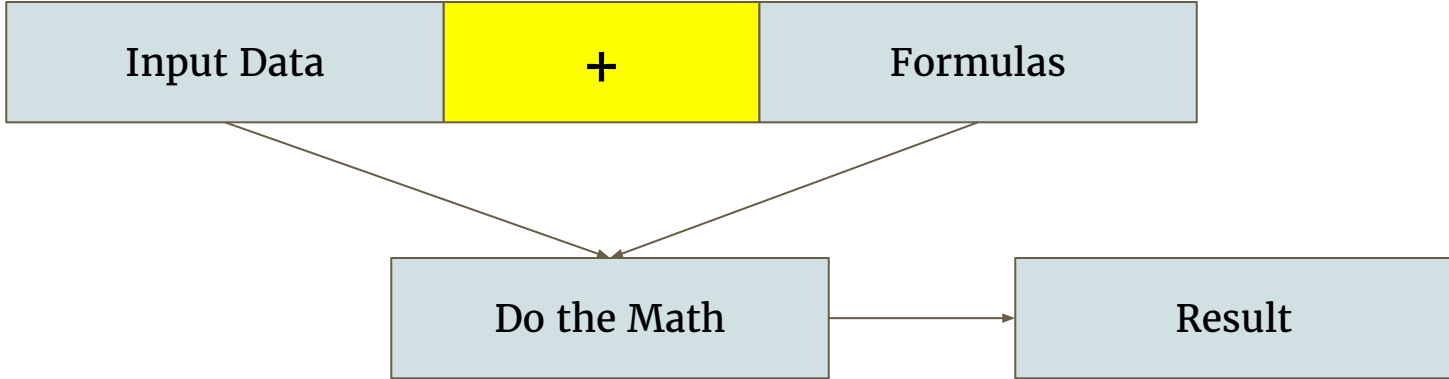 Input Data
+
Formulas
Do the Math
Result